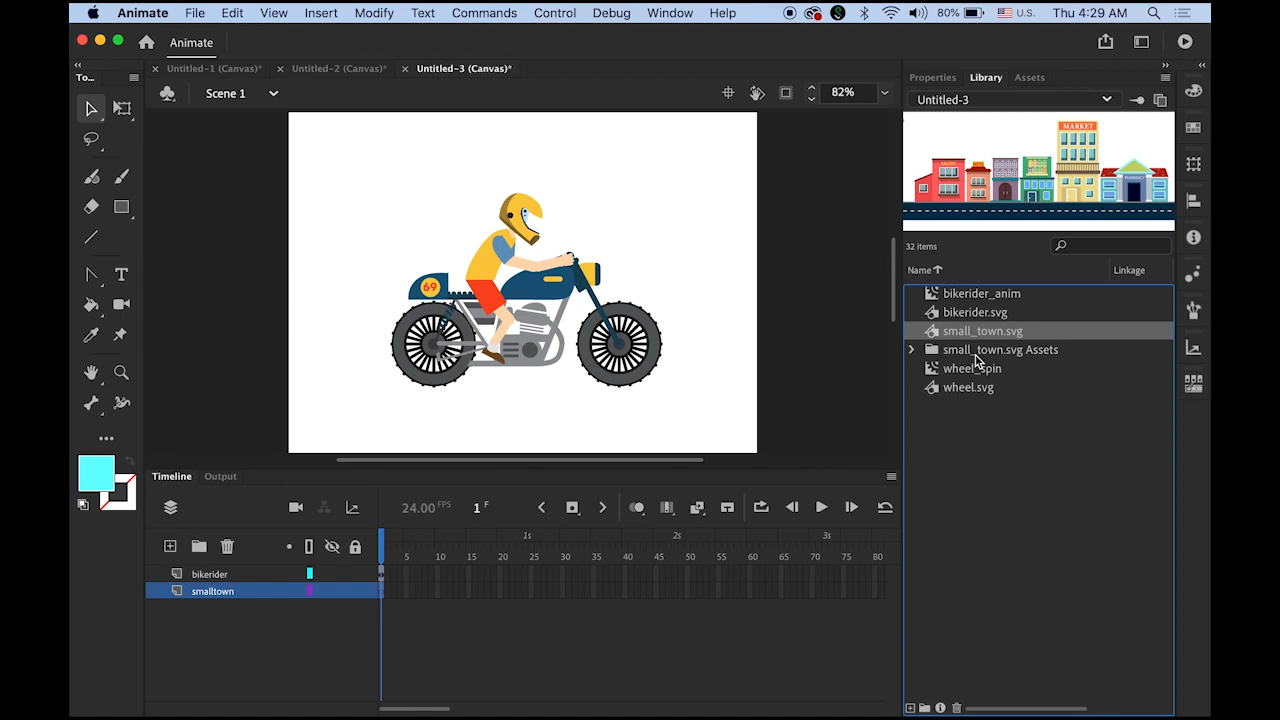 Animate File Edit View Insert Modify Text Commands Control Debug Window Help 80% U.S. Thu 4:29 AM
Animate
Untitled-1 (Canvas)* Untitled-2 (Canvas)* Untitled-3 (Canvas)*
To...
Scene 1 82%
69
Timeline Output
24.00 FPS 1 F
1s 2s 3s
5 10 15 20 25 30 35 40 45 50 55 60 65 70 75 80
bikerider
smalltown
Properties Library Assets
Untitled-3
MARKET
PHARMACY
32 items
Name Linkage
bikerider_anim
bikerider.svg
small_town.svg
small_town.svg Assets
wheel_spin
wheel.svg